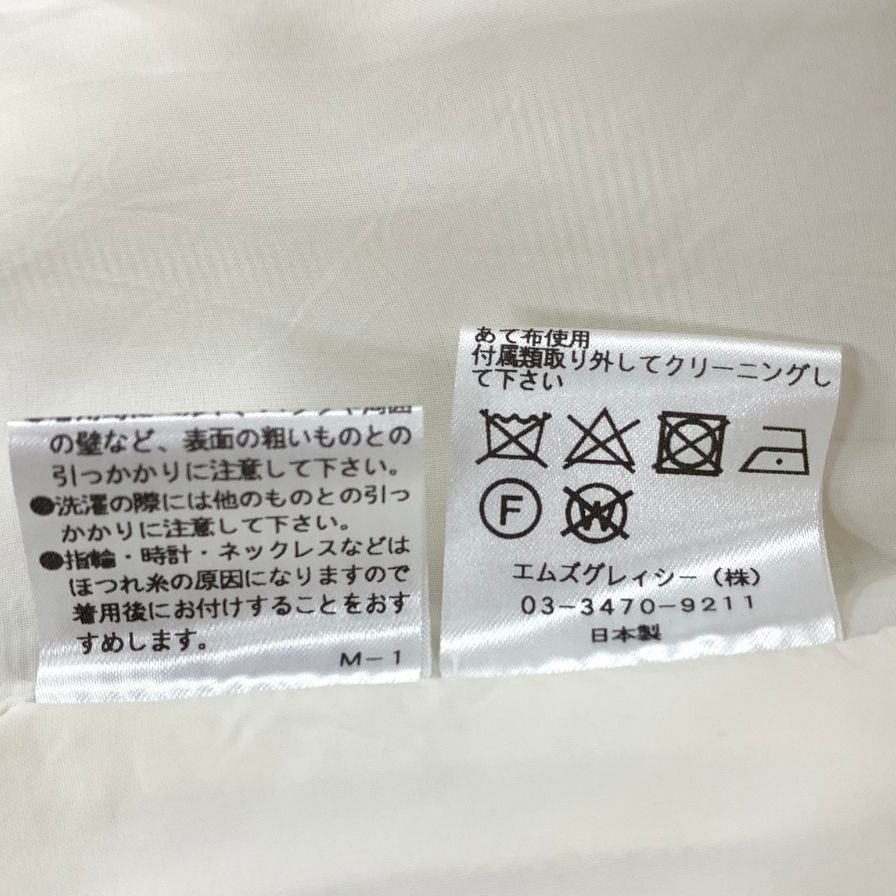 の壁など、表面の粗いものとの
引っかかりに注意して下さい。
●洗濯の際には他のものとの引っ
かかりに注意して下さい。
●指輪・時計・ネックレスなどは
ほつれ糸の原因になりますので
着用後にお付けすることをおす
すめします。
M-1
あて布使用
付属類取り外してクリーニングし
て下さい
F
W
エムズグレイシー(株)
03-3470-9211
日本製